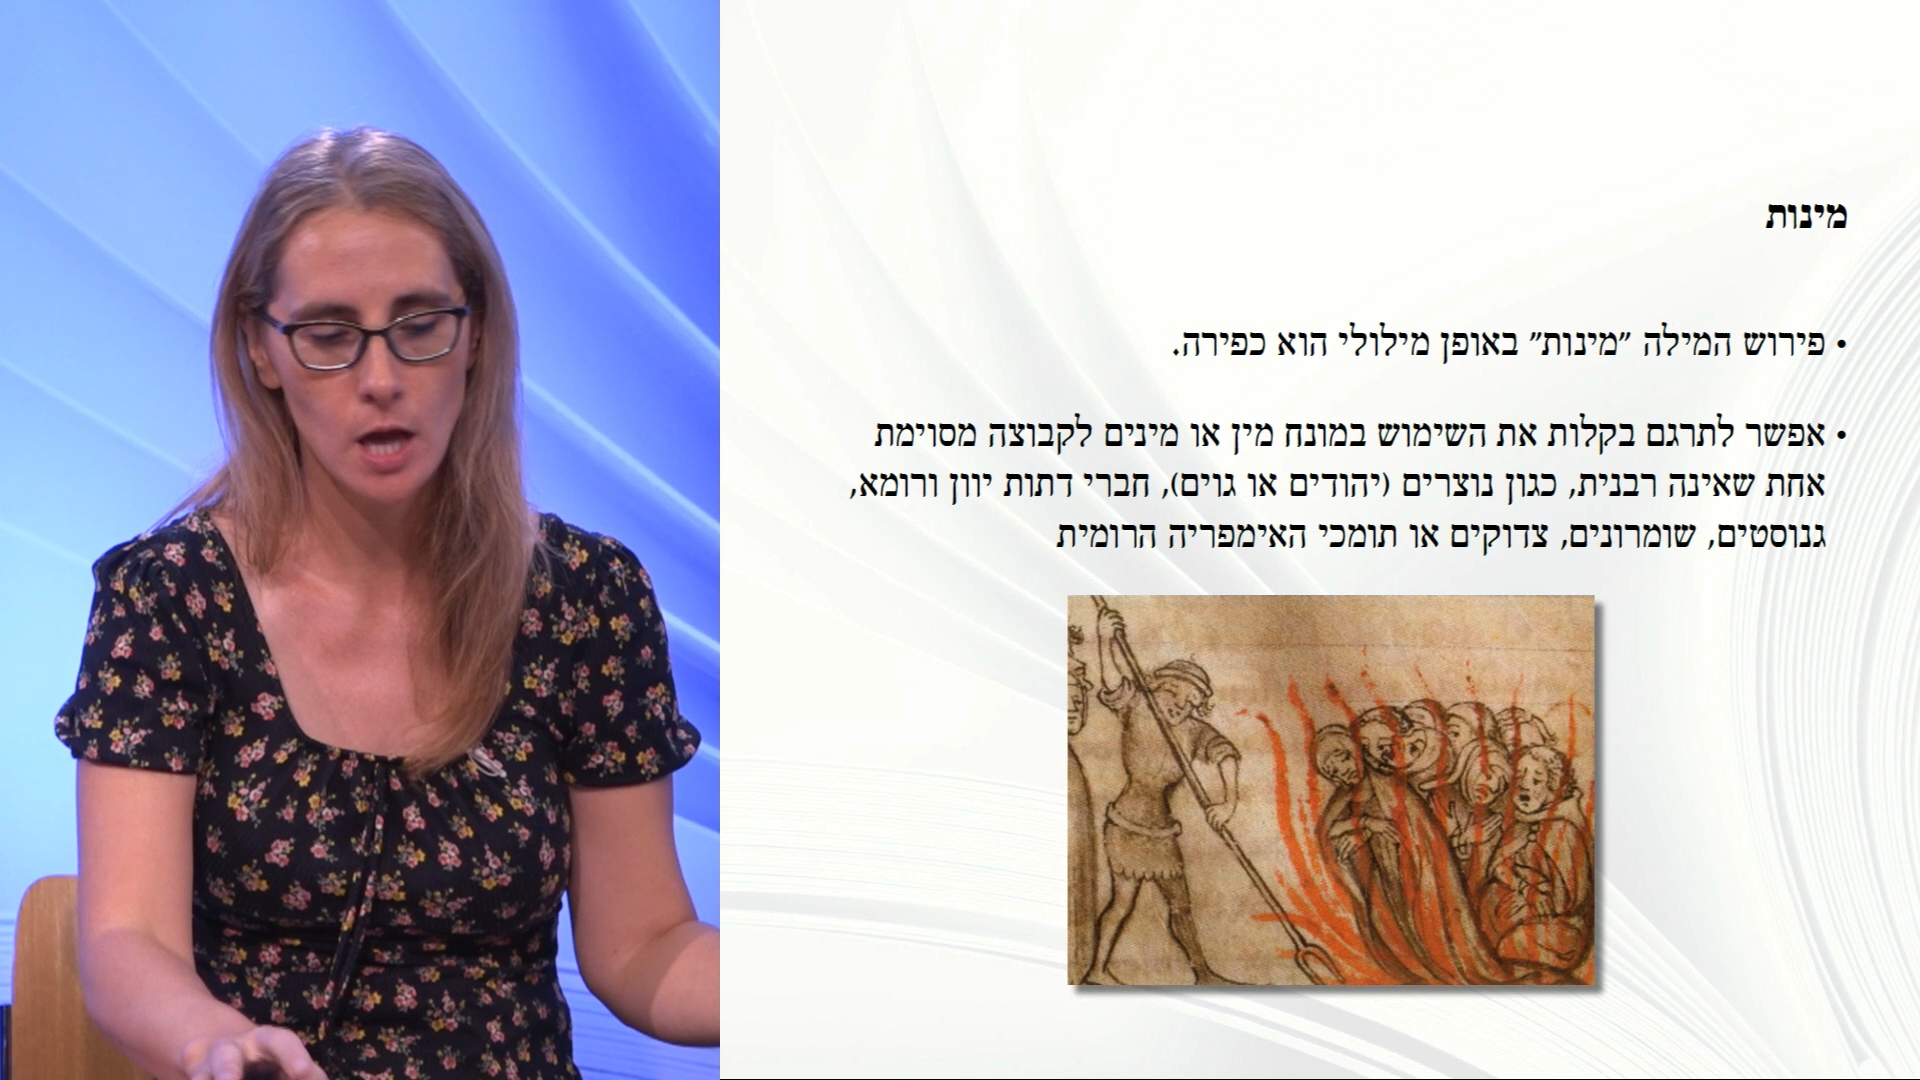 מינות
• פירוש המילה ״מינות״ באופן מילולי הוא כפירה.
• אפשר לתרגם בקלות את השימוש במונח מין או מינים לקבוצה מסוימת
אחת שאינה רבנית, כגון נוצרים (יהודים או גוים), חברי דתות יוון ורומא,
גנוסטים, שומרונים, צדוקים או תומכי האימפריה הרומית